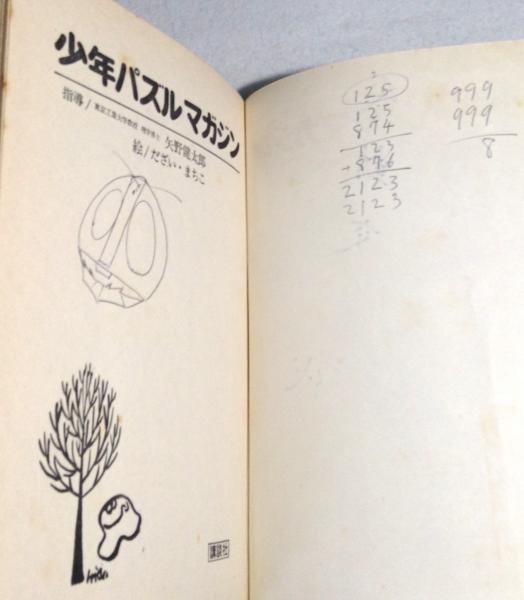 少年パズルマガジン
指導/東京工業大学教授 理学博士 矢野健太郎
絵/だざい・まちこ
講談社
2
125
125
874
123
+876
2123
2123
999
999
8